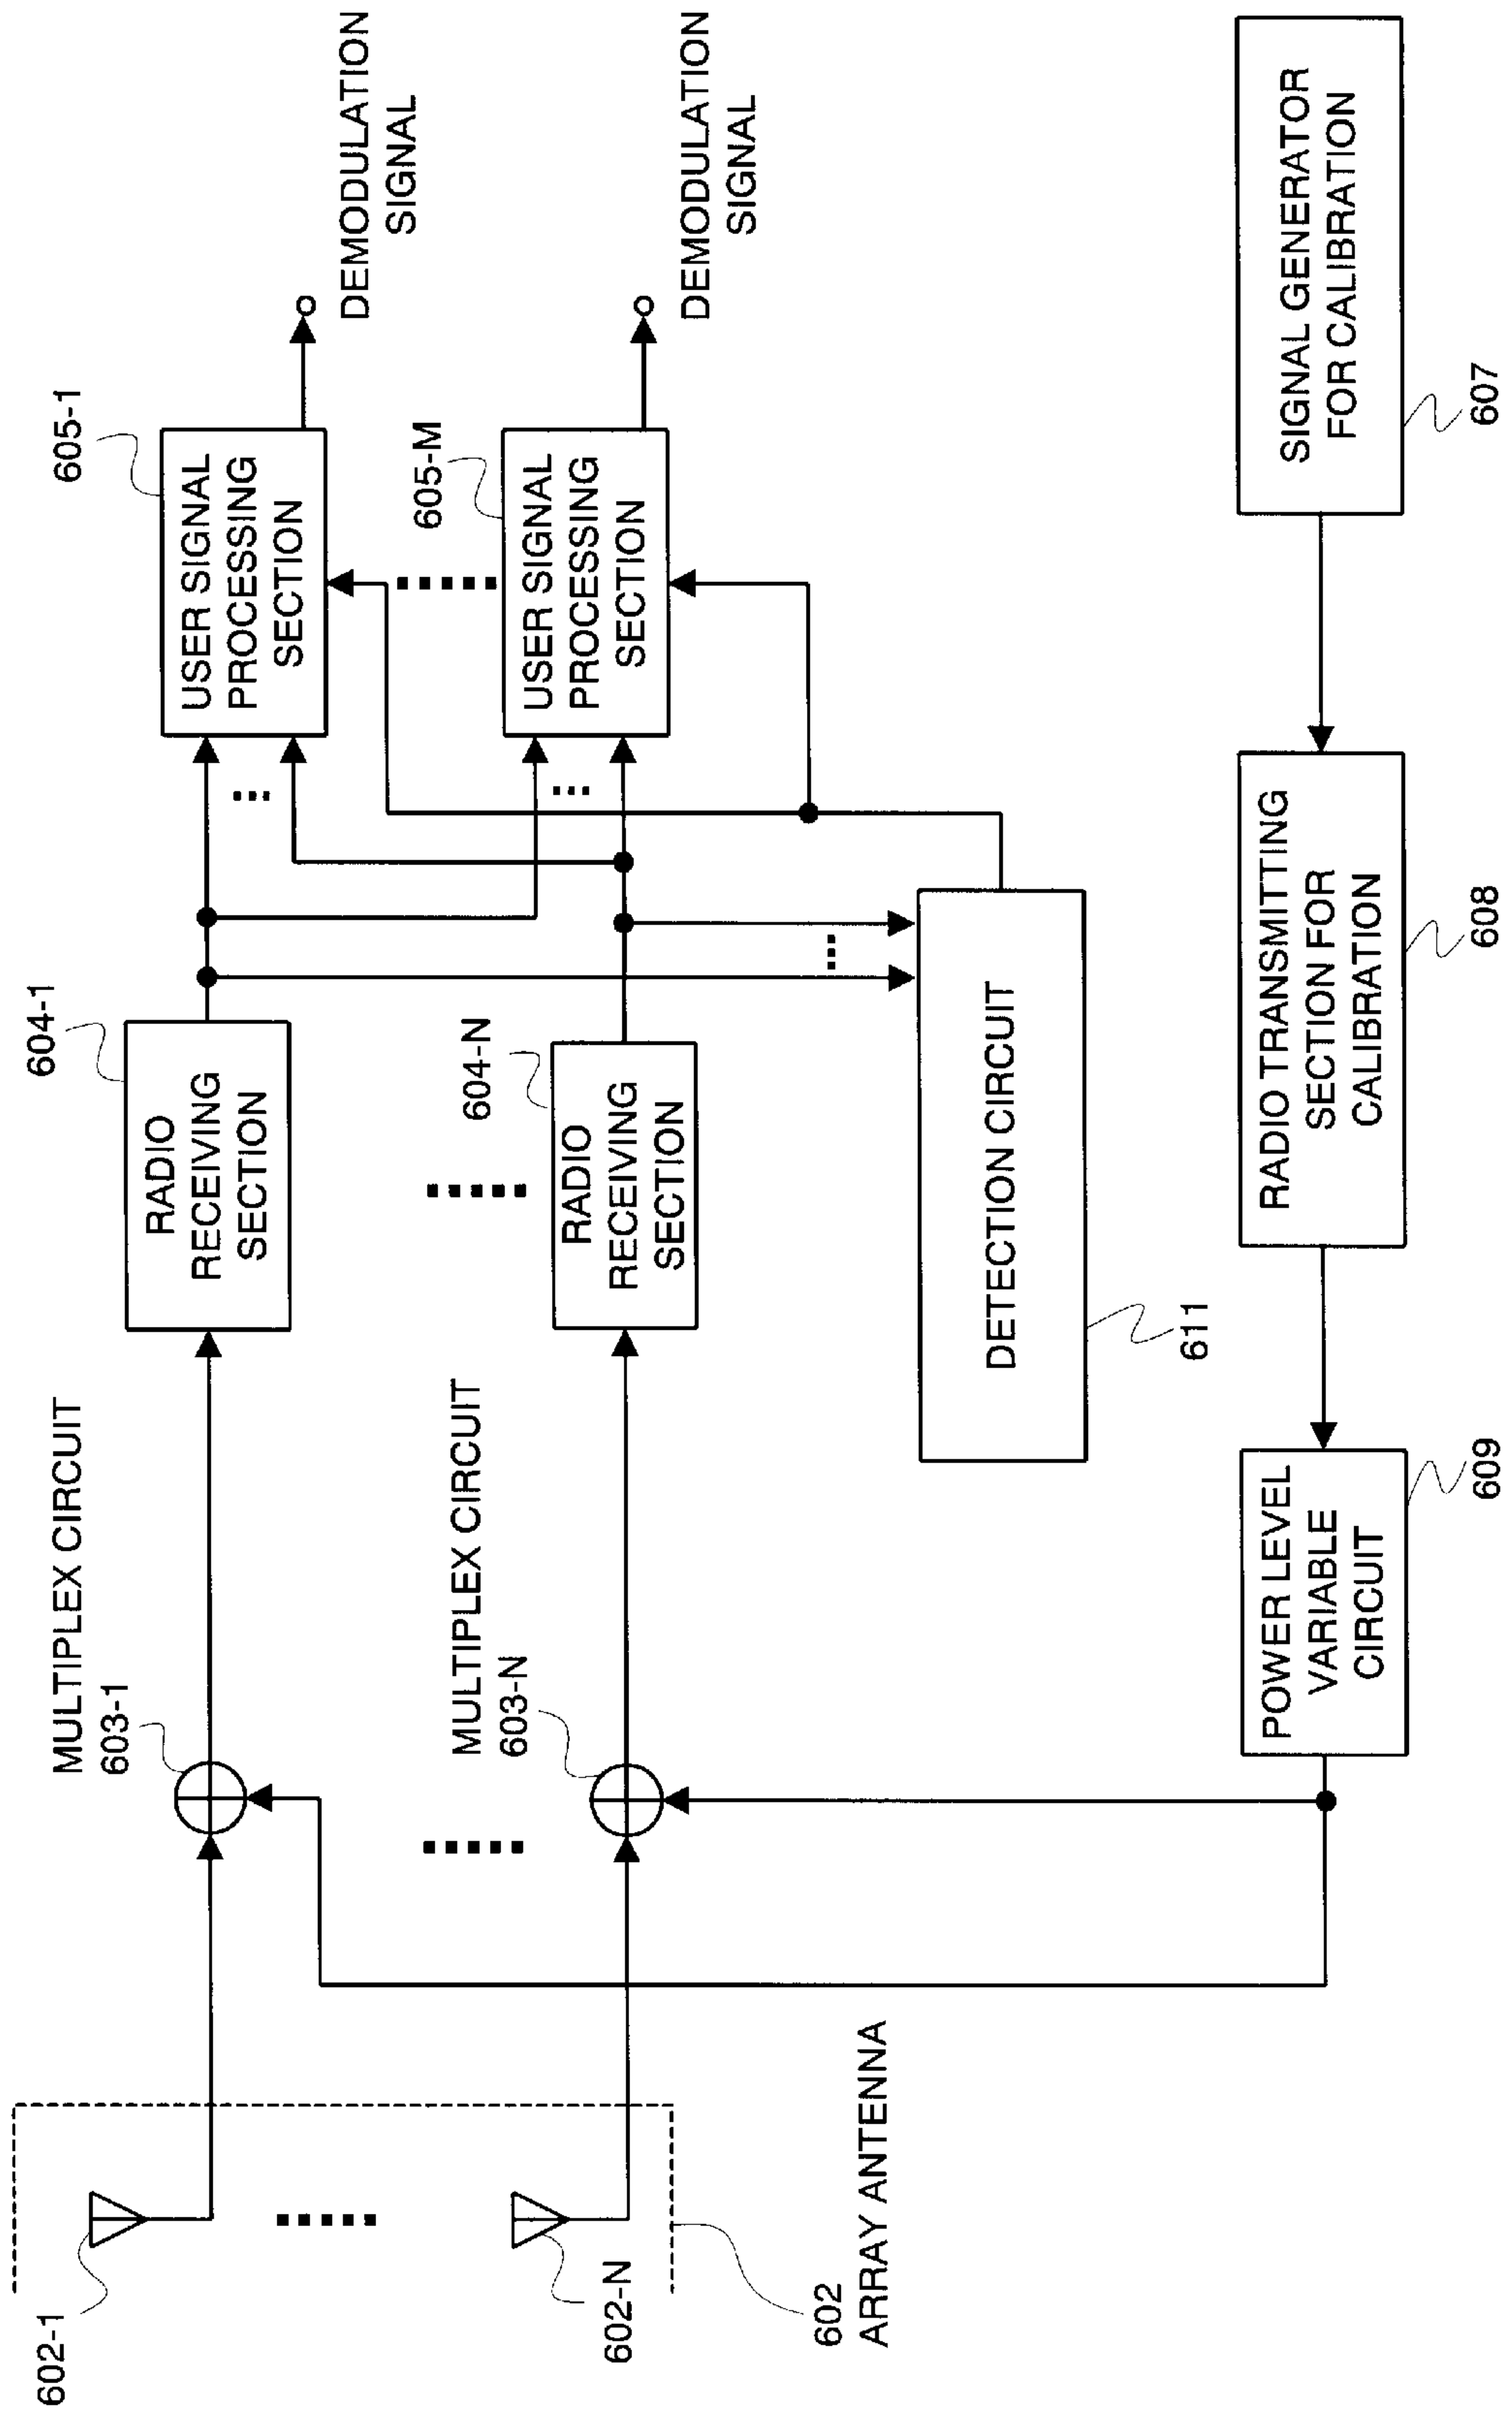 602-1
602-N
602
ARRAY ANTENNA
MULTIPLEX CIRCUIT
603-1
MULTIPLEX CIRCUIT
603-N
604-1
RADIO
RECEIVING
SECTION
604-N
RADIO
RECEIVING
SECTION
605-1
USER SIGNAL
PROCESSING
SECTION
605-M
USER SIGNAL
PROCESSING
SECTION
DEMODULATION
SIGNAL
DEMODULATION
SIGNAL
DETECTION CIRCUIT
611
POWER LEVEL
VARIABLE
CIRCUIT
609
RADIO TRANSMITTING
SECTION FOR
CALIBRATION
608
SIGNAL GENERATOR
FOR CALIBRATION
607